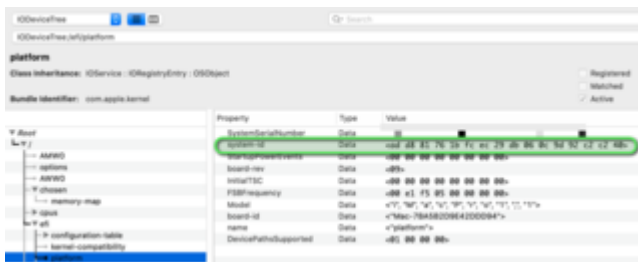 IODeviceTree
Search
IODeviceTree:/efi/platform
platform
Class Inheritance: IOService : IORegistryEntry : OSObject
Registered
Matched
Bundle Identifier: com.apple.kernel
Active
Property Type Value
Root
SystemSerialNumber Data
/
system-id Data
AMW0
StartupPowerEvents Data <00 00 00 00 00 00 00 00>
options
board-rev Data
AWW0
InitialTSC Data <00 00 00 00 00 00 00 00>
chosen
FSBFrequency Data <00 e1 f5 05 00 00 00 00>
memory-map
Model Data
cpus
board-id Data
efi
name Data <"platform">
configuration-table
DevicePathsSupported Data <01 00 00 00>
kernel-compatibility
platform